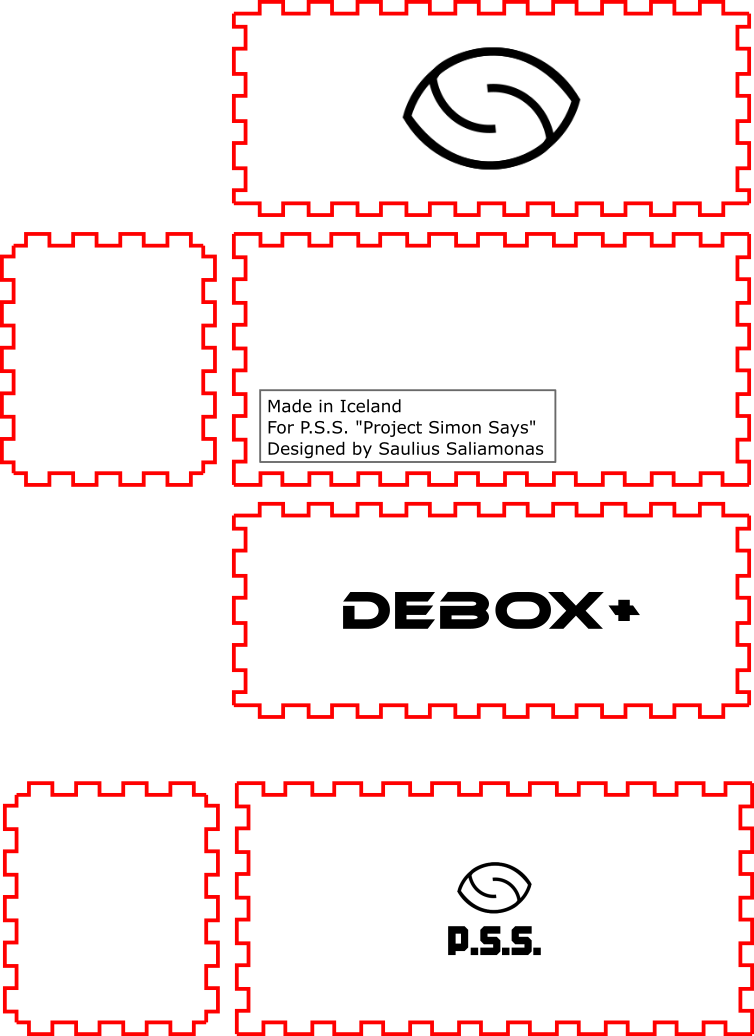 Made in Iceland
For P.S.S. "Project Simon Says"
Designed by Saulius Saliamonas
DEBOX+
P.S.S.